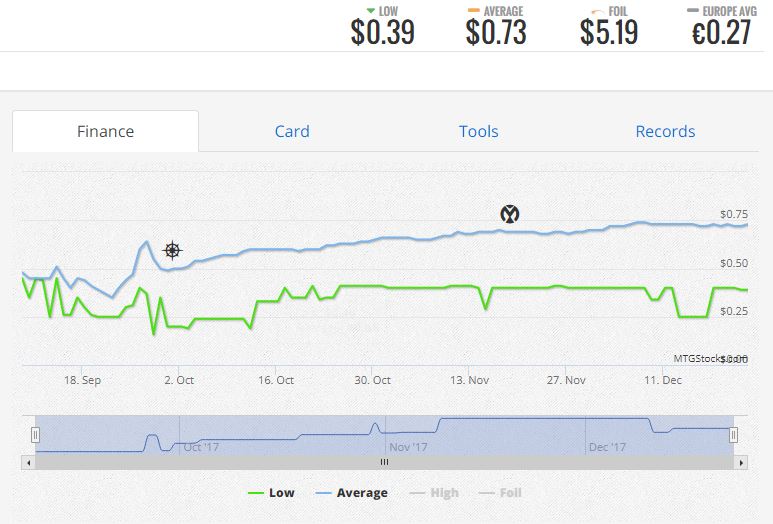 LOW AVERAGE FOIL EUROPE AVG
$0.39 $0.73 $5.19 €0.27
Finance Card Tools Records
$0.75
$0.50
$0.25
MTGStocks.com $0.00
18. Sep 2. Oct 16. Oct 30. Oct 13. Nov 27. Nov 11. Dec
Oct '17 Nov '17 Dec '17
Low Average High Foil